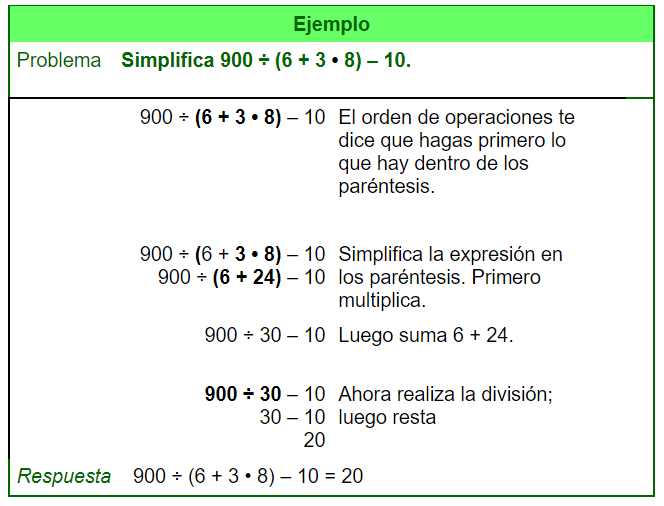 Ejemplo
Problema Simplifica 900 ÷ (6 + 3 • 8) – 10.
900 ÷ (6 + 3 • 8) – 10 El orden de operaciones te
dice que hagas primero lo
que hay dentro de los
paréntesis.
900 ÷ (6 + 3 • 8) – 10 Simplifica la expresión en
900 ÷ (6 + 24) – 10 los paréntesis. Primero
multiplica.
900 ÷ 30 – 10 Luego suma 6 + 24.
900 ÷ 30 – 10 Ahora realiza la división;
30 – 10 luego resta
20
Respuesta 900 ÷ (6 + 3 • 8) – 10 = 20